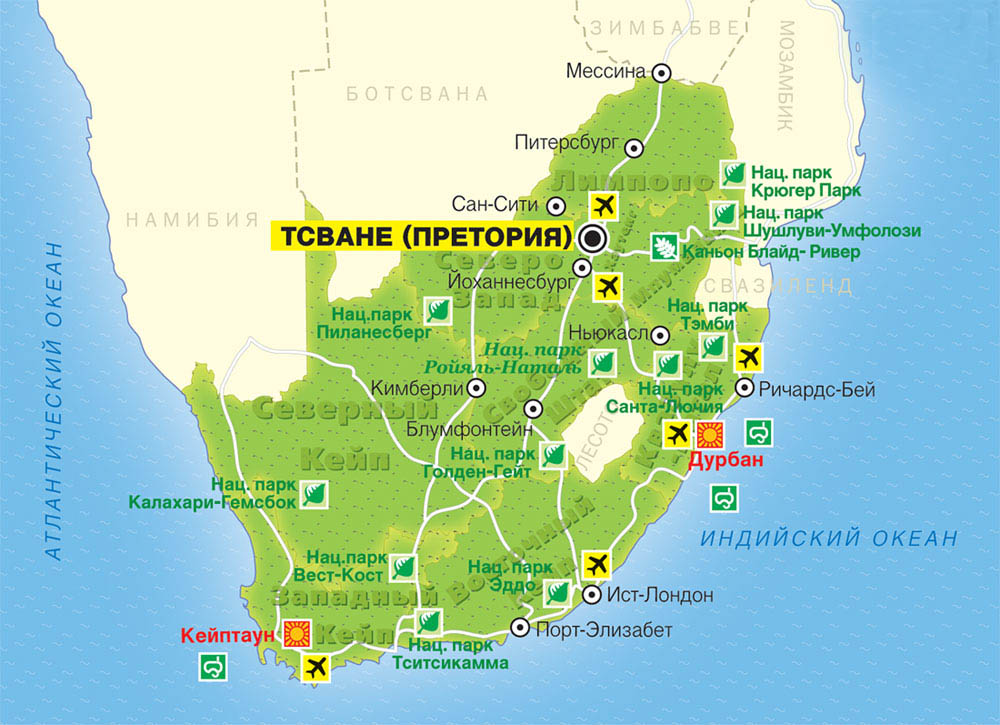 ЗИМБАБВЕ
МОЗАМБИК
Мессина
БОТСВАНА
Питерсбург
Нац. парк
Крюгер Парк
Лимпопо
Сан-Сити
НАМИБИЯ
Нац. парк
Шушлуви-Умфолози
ТСВАНЕ (ПРЕТОРИЯ)
Каньон Блайд- Ривер
Северо
Запад
Йоханнесбург
СВАЗИЛЕНД
Нац.парк
Пиланесберг
Нац. парк
Тэмби
Ньюкасл
Нац. парк
Ройяль-Наталь
Кимберли
Ричардс-Бей
Нац. парк
Санта-Лючия
Северный
Кейп
Блумфонтейн
ЛЕСОТО
Нац. парк
Голден-Гейт
Дурбан
Нац. парк
Калахари-Гемсбок
АТЛАНТИЧЕСКИЙ ОКЕАН
ИНДИЙСКИЙ ОКЕАН
Восточный
Кейп
Нац.парк
Вест-Кост
Нац. парк
Эддо
Западный
Кейп
Ист-Лондон
Кейптаун
Порт-Элизабет
Нац. парк
Тситсикамма